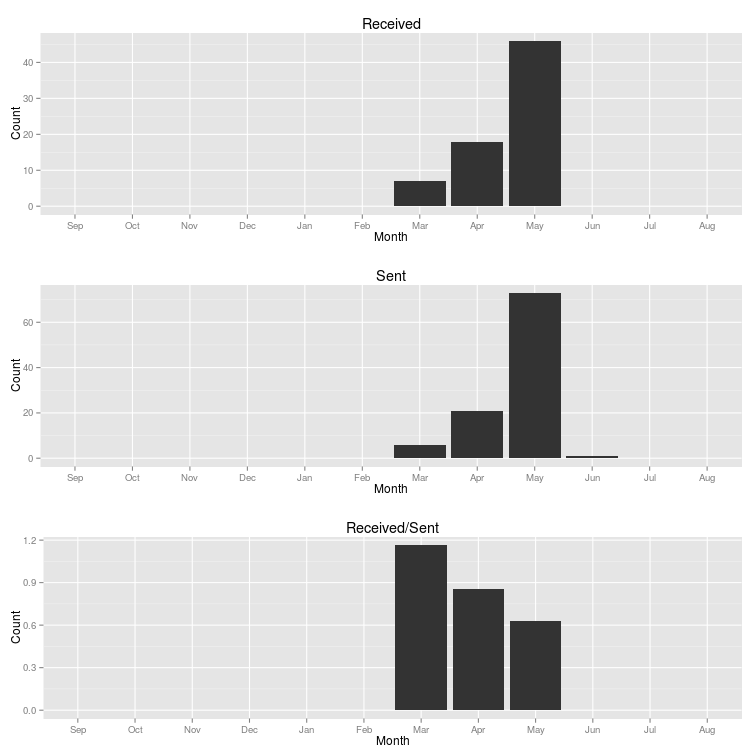 Received
Count
40
30
20
10
0
Sep Oct Nov Dec Jan Feb Mar Apr May Jun Jul Aug
Month
Sent
Count
60
40
20
0
Sep Oct Nov Dec Jan Feb Mar Apr May Jun Jul Aug
Month
Received/Sent
Count
1.2
0.9
0.6
0.3
0.0
Sep Oct Nov Dec Jan Feb Mar Apr May Jun Jul Aug
Month